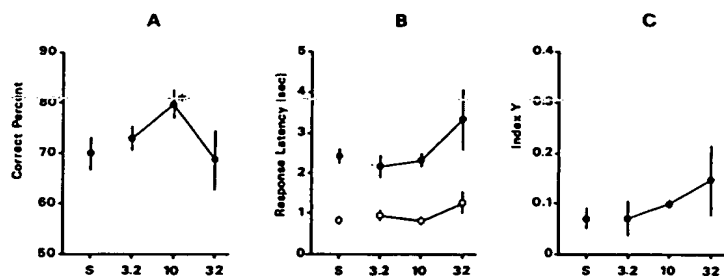 A
Correct Percent
90
80
70
60
50
S 3.2 10 32
B
Response Latency (sec)
5
4
3
2
1
0
S 3.2 10 32
C
Index Y
0.4
0.3
0.2
0.1
0
S 3.2 10 32